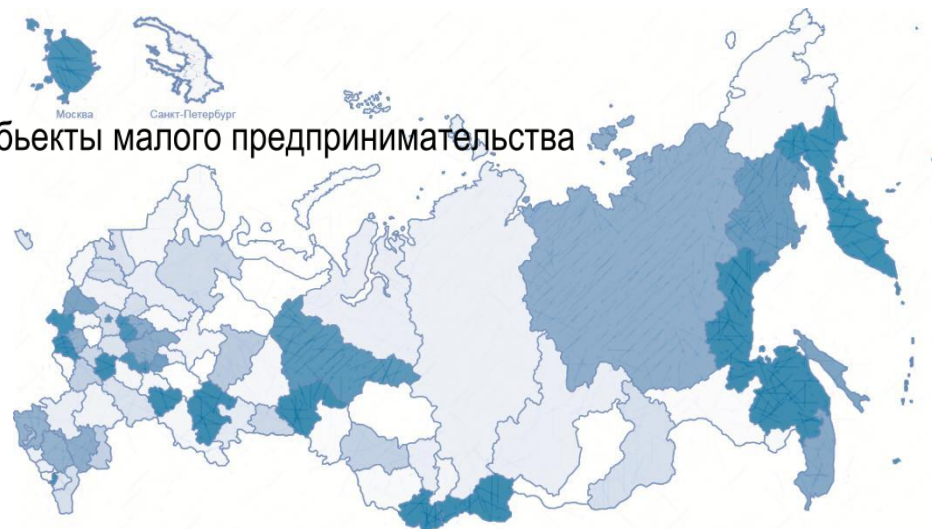 Москва
Санкт-Петербург
бъекты малого предпринимательства